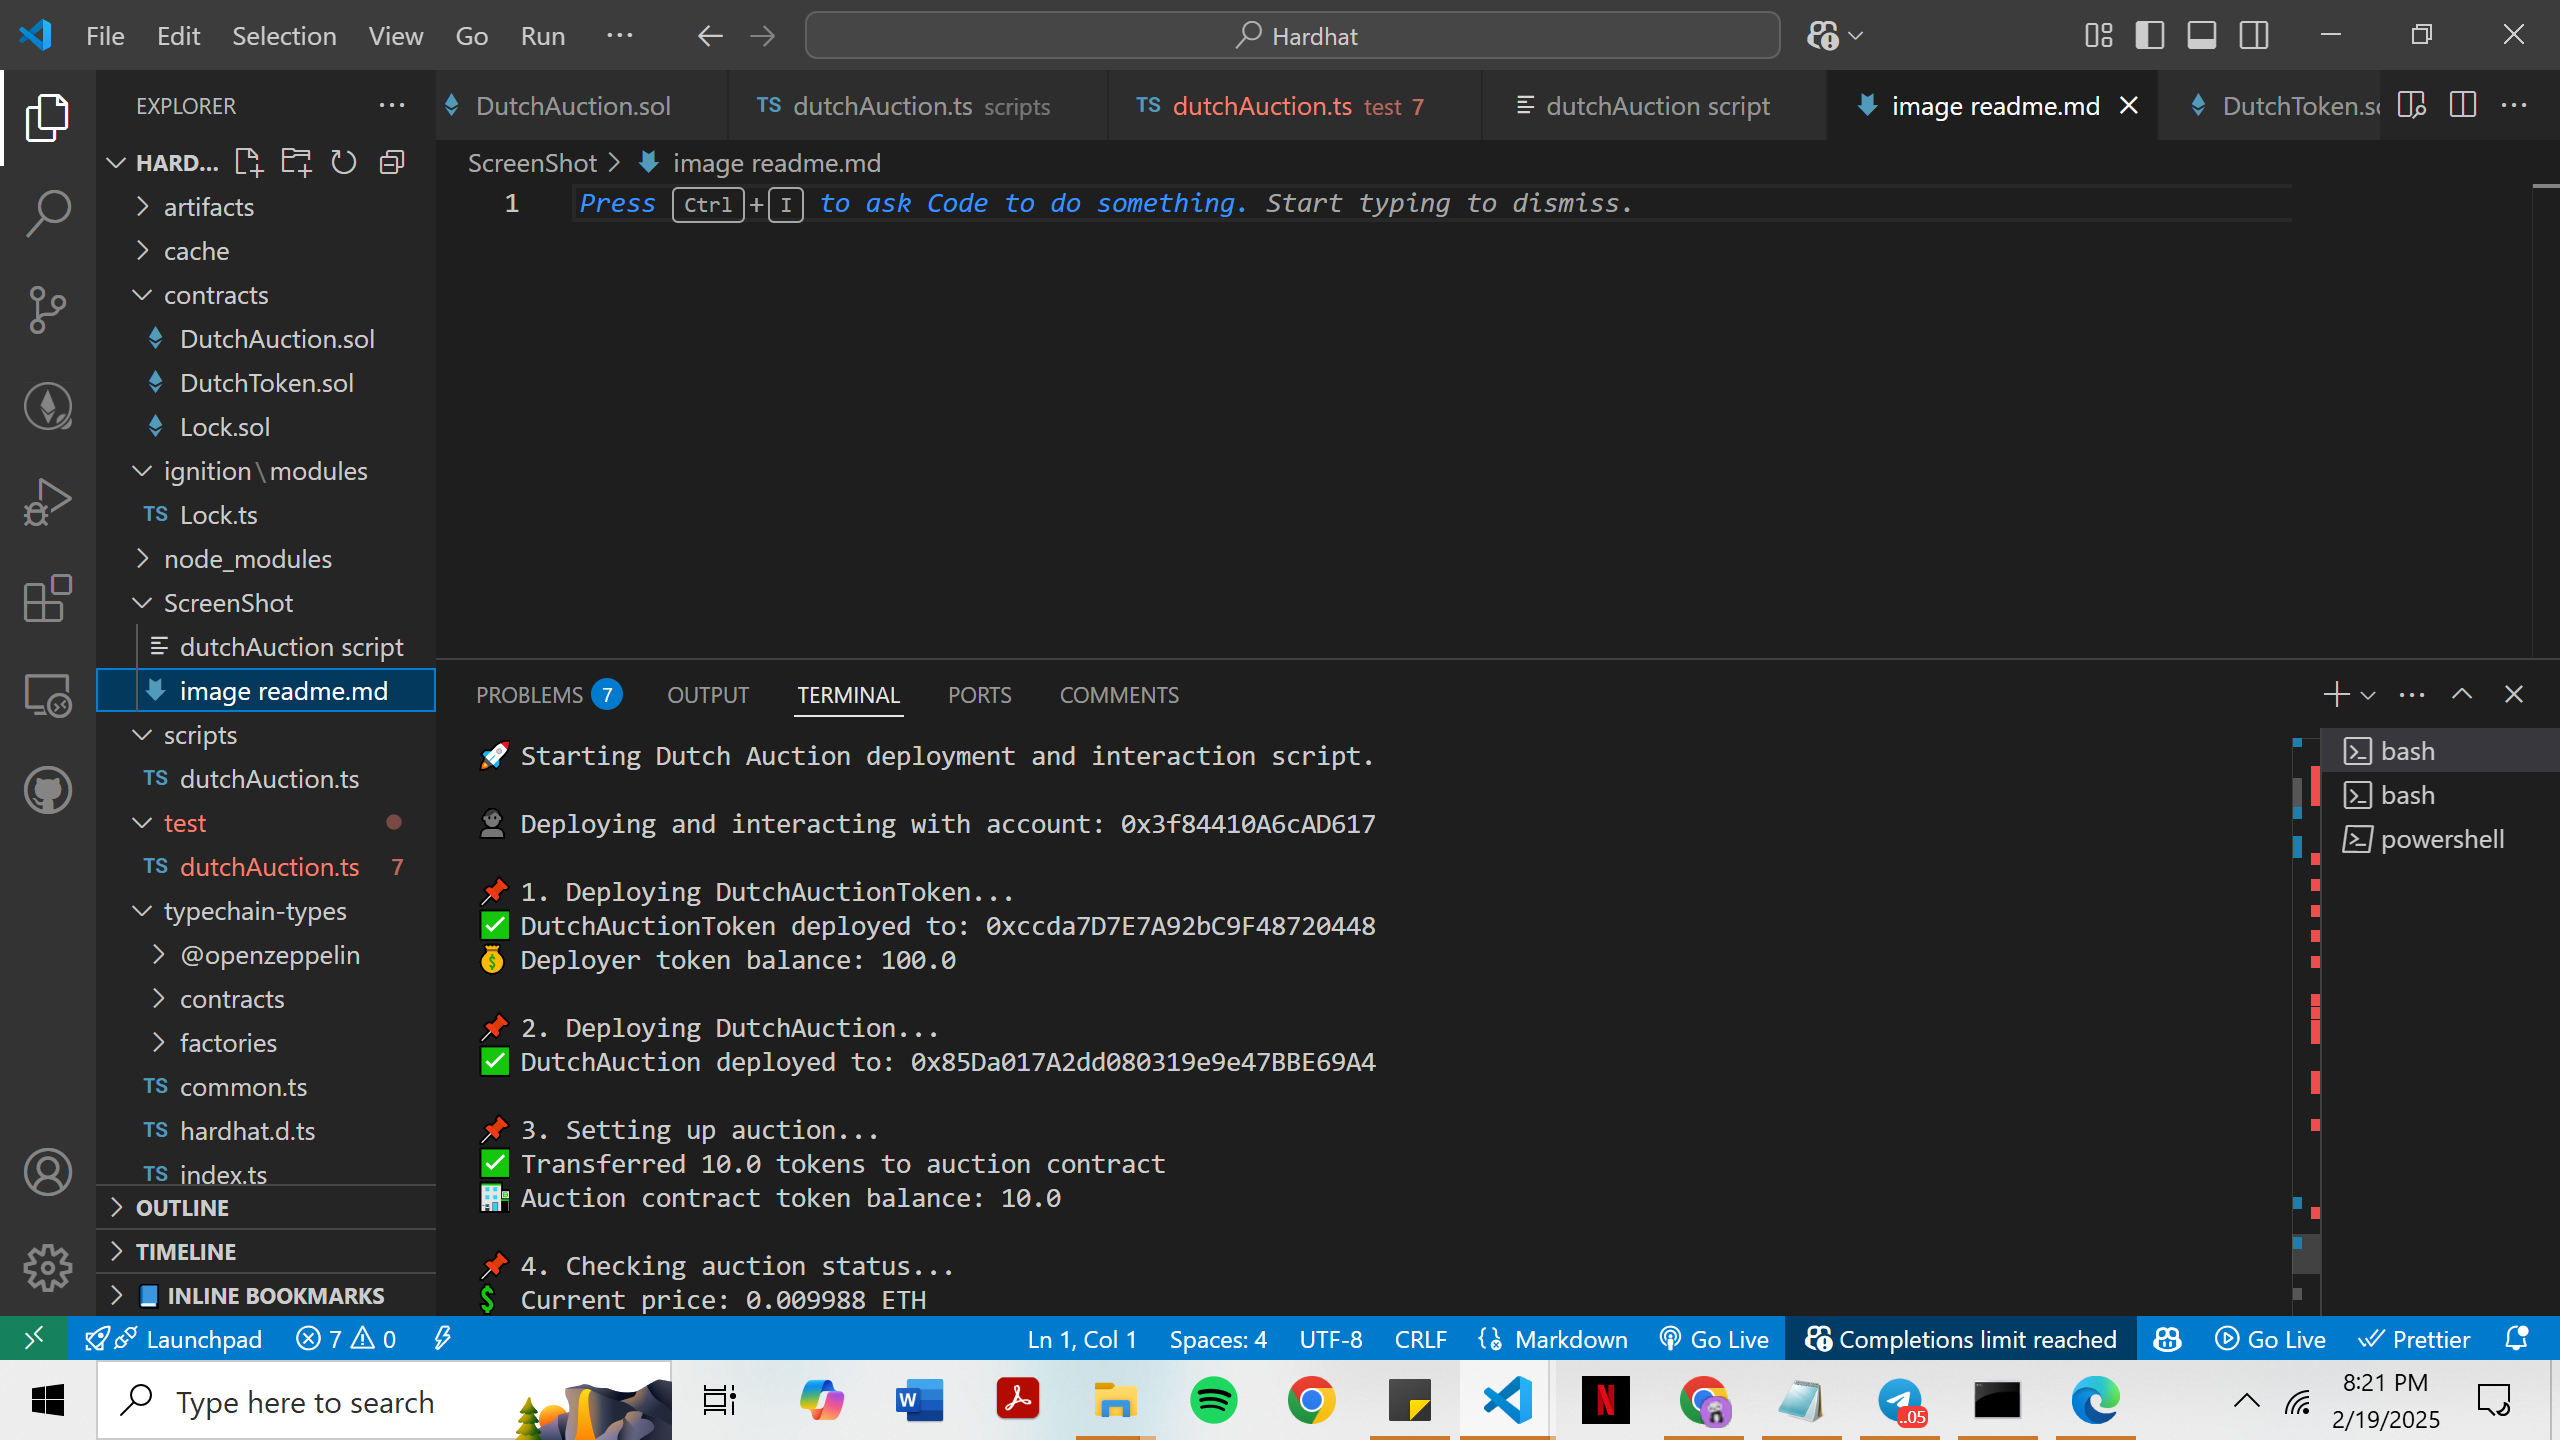 File Edit Selection View Go Run ...
Hardhat
EXPLORER
HARD...
artifacts
cache
contracts
DutchAuction.sol
DutchToken.sol
Lock.sol
ignition\modules
TS Lock.ts
node_modules
ScreenShot
dutchAuction script
image readme.md
scripts
TS dutchAuction.ts
test
TS dutchAuction.ts 7
typechain-types
@openzeppelin
contracts
factories
TS common.ts
TS hardhat.d.ts
TS index.ts
OUTLINE
TIMELINE
INLINE BOOKMARKS
DutchAuction.sol
TS dutchAuction.ts scripts
TS dutchAuction.ts test 7
dutchAuction script
image readme.md
DutchToken.sc
ScreenShot > image readme.md
1 Press Ctrl + I to ask Code to do something. Start typing to dismiss.
PROBLEMS 7 OUTPUT TERMINAL PORTS COMMENTS
🚀 Starting Dutch Auction deployment and interaction script.
👤 Deploying and interacting with account: 0x3f84410A6cAD617
📌 1. Deploying DutchAuctionToken...
✅ DutchAuctionToken deployed to: 0xccda7D7E7A92bC9F48720448
💰 Deployer token balance: 100.0
📌 2. Deploying DutchAuction...
✅ DutchAuction deployed to: 0x85Da017A2dd080319e9e47BBE69A4
📌 3. Setting up auction...
✅ Transferred 10.0 tokens to auction contract
🏢 Auction contract token balance: 10.0
📌 4. Checking auction status...
💲 Current price: 0.009988 ETH
bash
bash
powershell
Launchpad 7 0 Ln 1, Col 1 Spaces: 4 UTF-8 CRLF Markdown Go Live Completions limit reached Go Live Prettier
Type here to search
..05
8:21 PM
2/19/2025